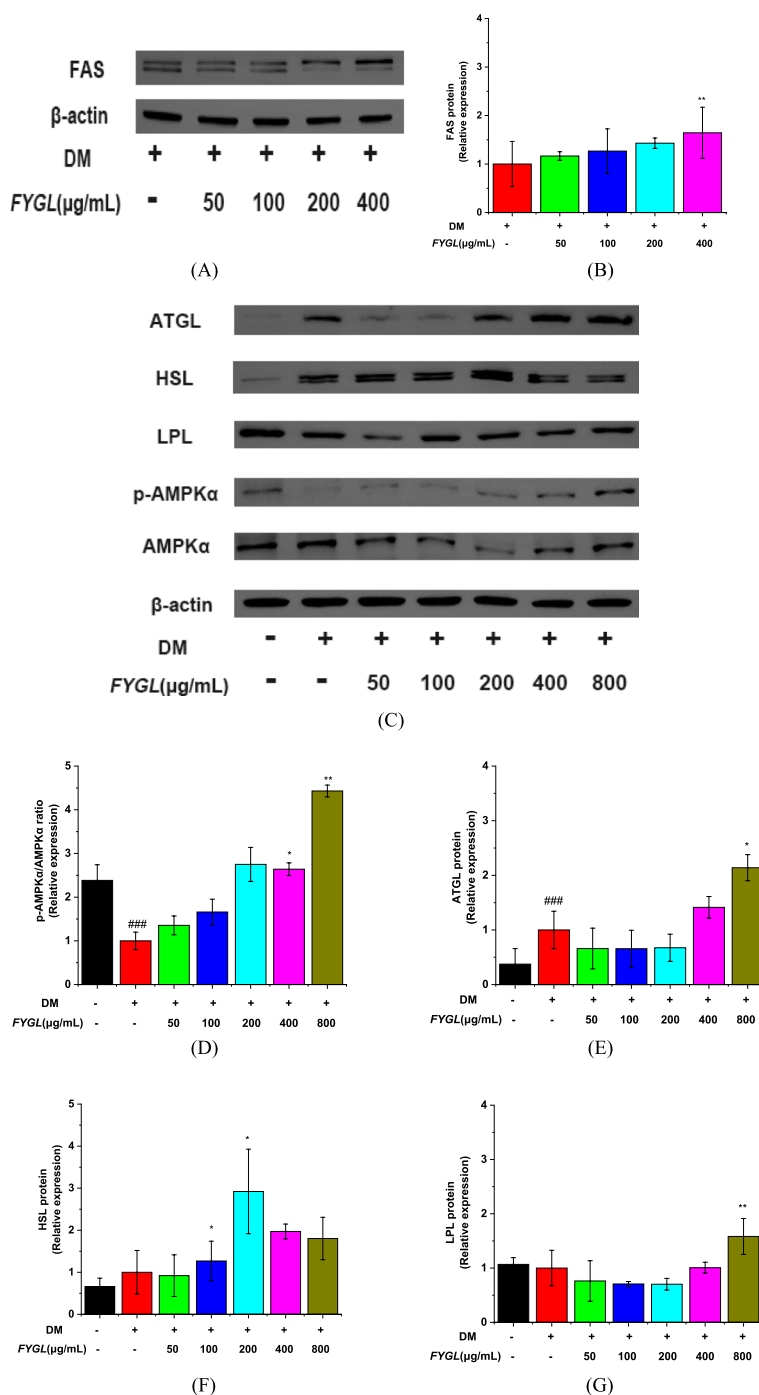 FAS
β-actin
DM + + + + +
FYGL(μg/mL) - 50 100 200 400
(A)
FAS protein
(Relative expression)
4
3
2
1
0
**
DM + + + + +
FYGL(μg/mL) - 50 100 200 400
(B)
ATGL
HSL
LPL
p-AMPKα
AMPKα
β-actin
DM - + + + + + +
FYGL(μg/mL) - - 50 100 200 400 800
(C)
p-AMPKα/AMPKα ratio
(Relative expression)
5
4
3
2
1
0
###
*
**
DM - + + + + + +
FYGL(μg/mL) - - 50 100 200 400 800
(D)
ATGL protein
(Relative expression)
4
3
2
1
0
###
*
DM - + + + + + +
FYGL(μg/mL) - - 50 100 200 400 800
(E)
HSL protein
(Relative expression)
5
4
3
2
1
0
*
*
DM - + + + + + +
FYGL(μg/mL) - - 50 100 200 400 800
(F)
LPL protein
(Relative expression)
4
3
2
1
0
**
DM - + + + + + +
FYGL(μg/mL) - - 50 100 200 400 800
(G)